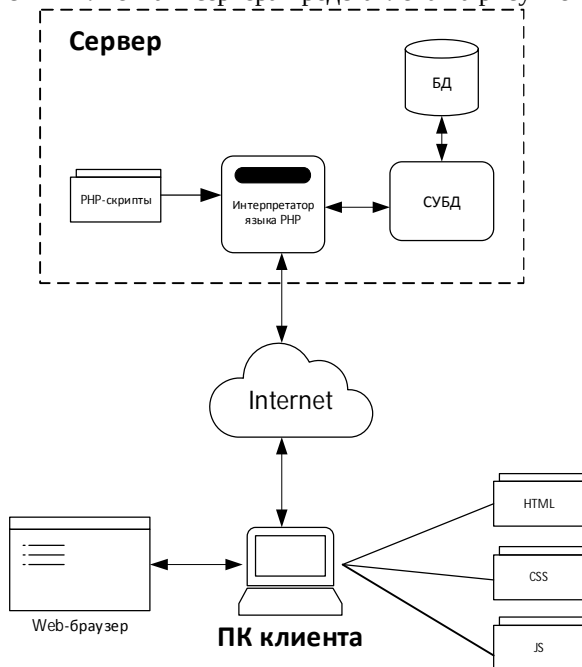 Сервер
БД
PHP-скрипты
Интерпретатор
языка PHP
СУБД
Internet
HTML
CSS
JS
Web-браузер
ПК клиента